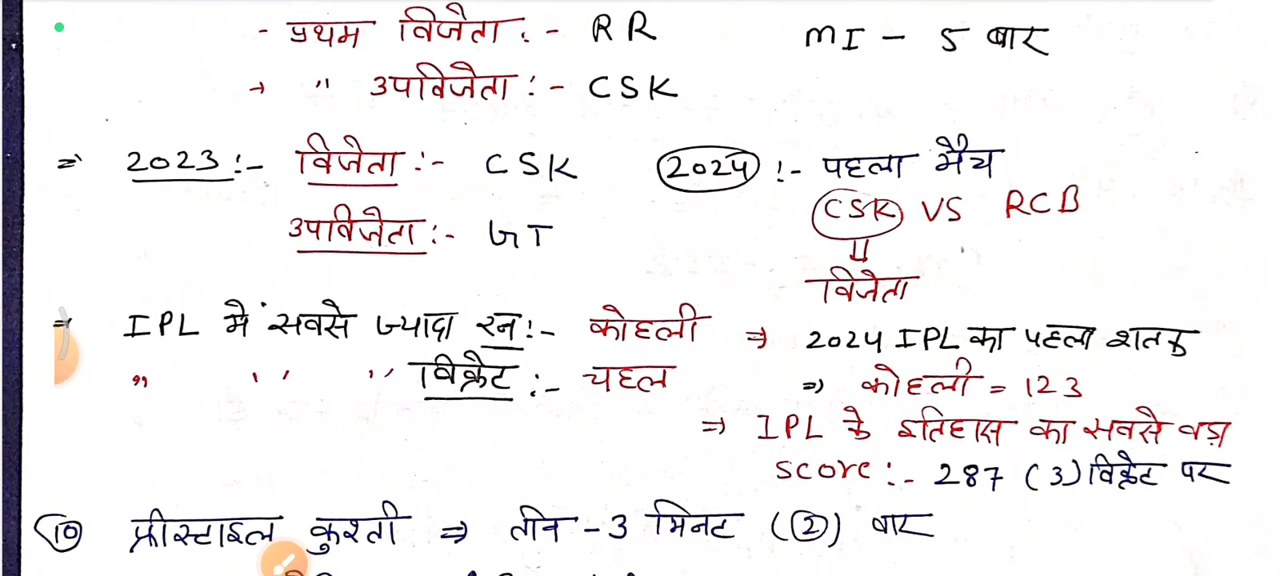 - प्रथम विजेता :- RR MI - 5 बार
→ " उपविजेता :- CSK
⇒ 2023 :- विजेता :- CSK 2024 :- पहला मैच
CSK VS RCB
उपविजेता :- GT
विजेता
⇒ IPL में सबसे ज्यादा रन :- कोहली ⇒ 2024 IPL का पहला शतक
" " " विकेट :- चहल ⇒ कोहली = 123
⇒ IPL के इतिहास का सबसे बड़ा
score :- 287 (3) विकेट पर
(10) फ्रीस्टाइल कुश्ती ⇒ तीन - 3 मिनट (2) बार